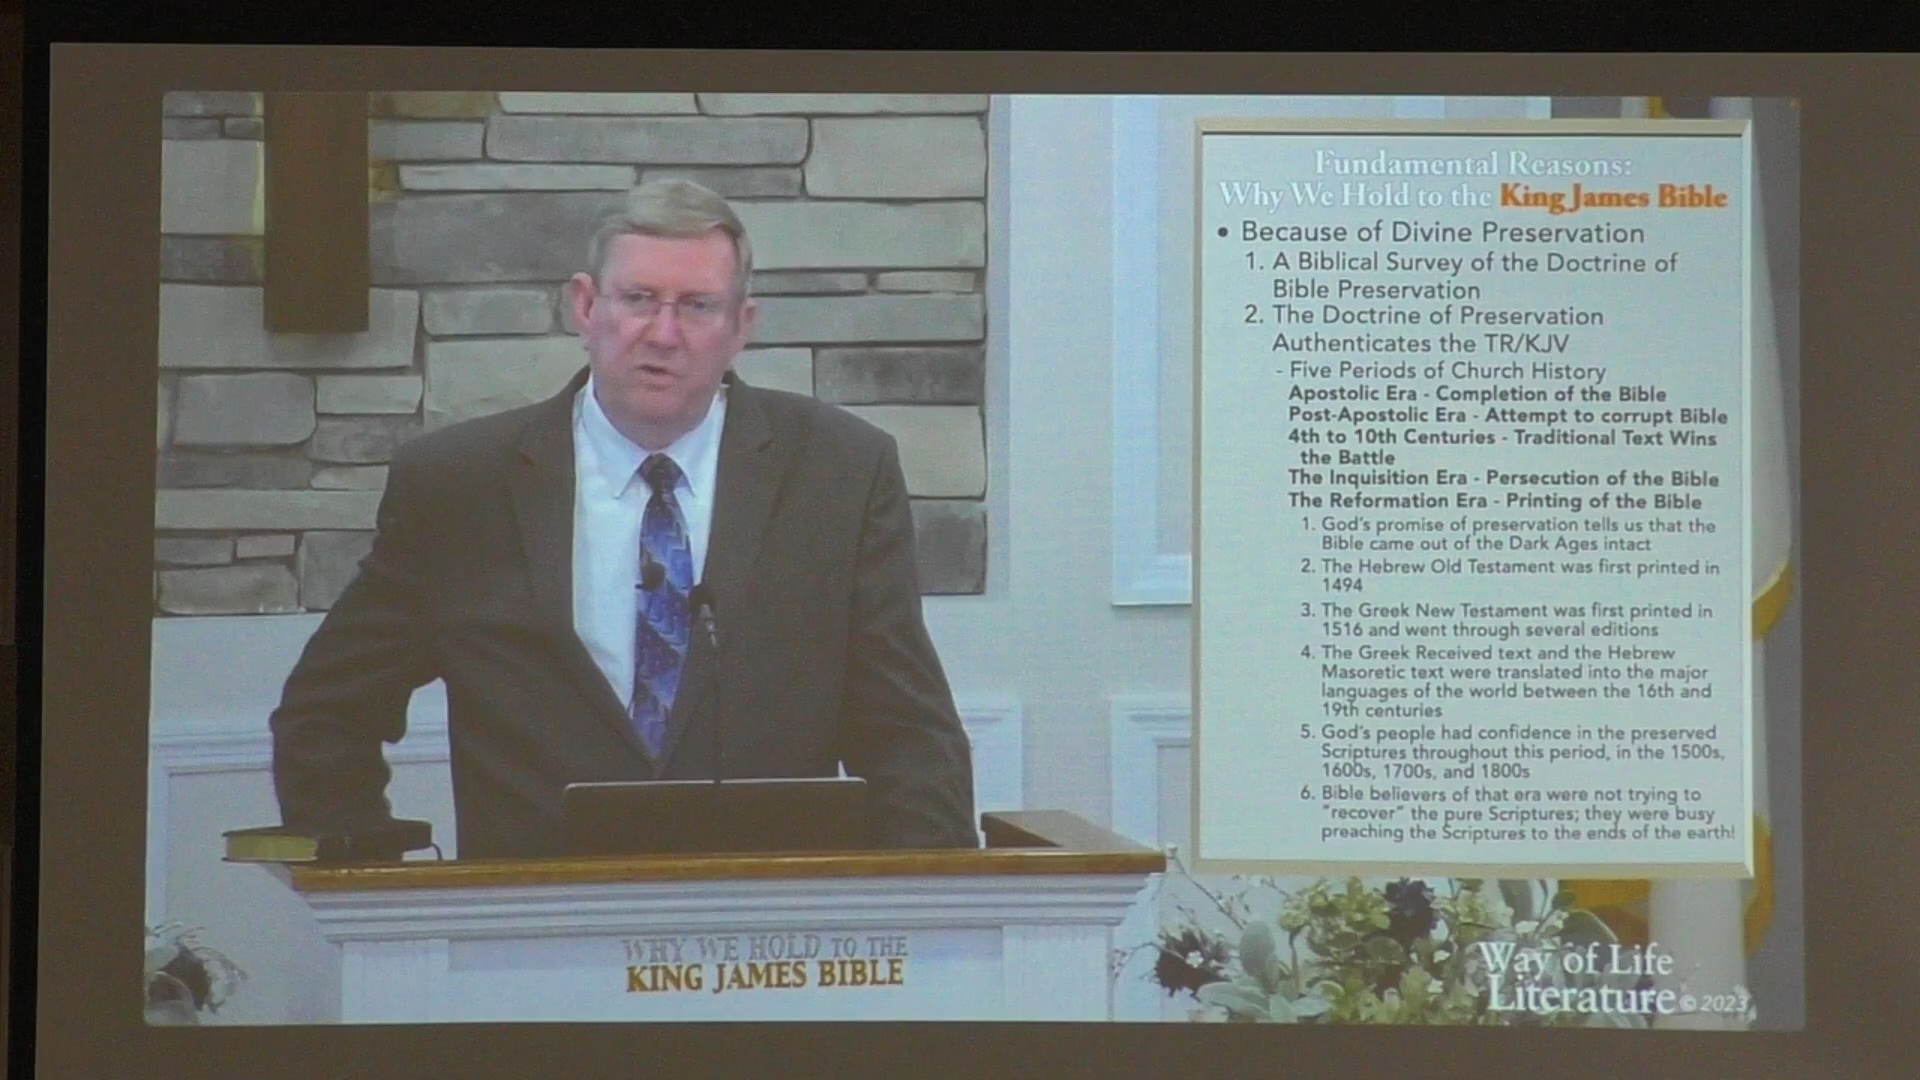 Fundamental Reasons:
Why We Hold to the King James Bible
• Because of Divine Preservation
1. A Biblical Survey of the Doctrine of
Bible Preservation
2. The Doctrine of Preservation
Authenticates the TR/KJV
- Five Periods of Church History
Apostolic Era - Completion of the Bible
Post-Apostolic Era - Attempt to corrupt Bible
4th to 10th Centuries - Traditional Text Wins
the Battle
The Inquisition Era - Persecution of the Bible
The Reformation Era - Printing of the Bible
1. God's promise of preservation tells us that the
Bible came out of the Dark Ages intact
2. The Hebrew Old Testament was first printed in
1494
3. The Greek New Testament was first printed in
1516 and went through several editions
4. The Greek Received text and the Hebrew
Masoretic text were translated into the major
languages of the world between the 16th and
19th centuries
5. God's people had confidence in the preserved
Scriptures throughout this period, in the 1500s,
1600s, 1700s, and 1800s
6. Bible believers of that era were not trying to
"recover" the pure Scriptures; they were busy
preaching the Scriptures to the ends of the earth!
WHY WE HOLD TO THE
KING JAMES BIBLE
Way of Life
Literature © 2023